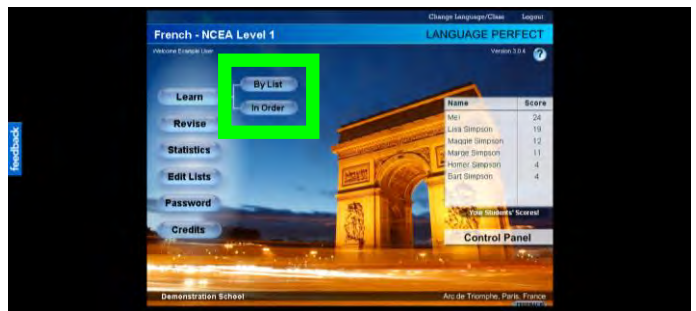 Change Language/Class Logout
French - NCEA Level 1
LANGUAGE PERFECT
Welcome Example User
Version 3.0.4
?
feedback
By List
Learn
In Order
Revise
Statistics
Edit Lists
Password
Credits
Name Score
MEI 24
Lisa Simpson 19
Maggie Simpson 12
Marge Simpson 11
Homer Simpson 4
Bart Simpson 4
Your Students' Scores!
Control Panel
Demonstration School
Arc de Triomphe, Paris, France